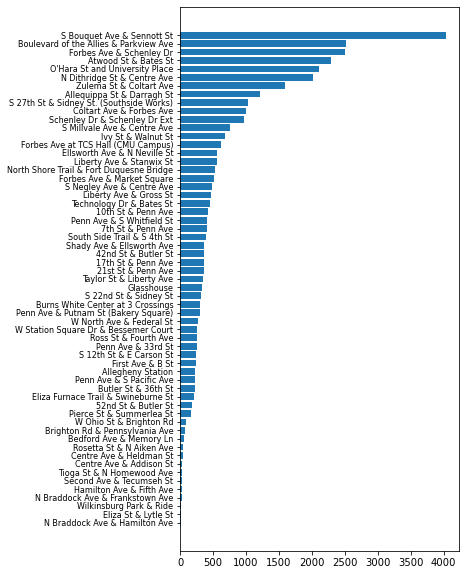 S Bouquet Ave & Sennott St
Boulevard of the Allies & Parkview Ave
Forbes Ave & Schenley Dr
Atwood St & Bates St
O'Hara St and University Place
N Dithridge St & Centre Ave
Zulema St & Coltart Ave
Allequippa St & Darragh St
S 27th St & Sidney St. (Southside Works)
Coltart Ave & Forbes Ave
Schenley Dr & Schenley Dr Ext
S Millvale Ave & Centre Ave
Ivy St & Walnut St
Forbes Ave at TCS Hall (CMU Campus)
Ellsworth Ave & N Neville St
Liberty Ave & Stanwix St
North Shore Trail & Fort Duquesne Bridge
Forbes Ave & Market Square
S Negley Ave & Centre Ave
Liberty Ave & Gross St
Technology Dr & Bates St
10th St & Penn Ave
Penn Ave & S Whitfield St
7th St & Penn Ave
South Side Trail & S 4th St
Shady Ave & Ellsworth Ave
42nd St & Butler St
17th St & Penn Ave
21st St & Penn Ave
Taylor St & Liberty Ave
Glasshouse
S 22nd St & Sidney St
Burns White Center at 3 Crossings
Penn Ave & Putnam St (Bakery Square)
W North Ave & Federal St
W Station Square Dr & Bessemer Court
Ross St & Fourth Ave
Penn Ave & 33rd St
S 12th St & E Carson St
First Ave & B St
Allegheny Station
Penn Ave & S Pacific Ave
Butler St & 36th St
Eliza Furnace Trail & Swineburne St
52nd St & Butler St
Pierce St & Summerlea St
W Ohio St & Brighton Rd
Brighton Rd & Pennsylvania Ave
Bedford Ave & Memory Ln
Rosetta St & N Aiken Ave
Centre Ave & Heldman St
Centre Ave & Addison St
Tioga St & N Homewood Ave
Second Ave & Tecumseh St
Hamilton Ave & Fifth Ave
N Braddock Ave & Frankstown Ave
Wilkinsburg Park & Ride
Eliza St & Lytle St
N Braddock Ave & Hamilton Ave
0 500 1000 1500 2000 2500 3000 3500 4000